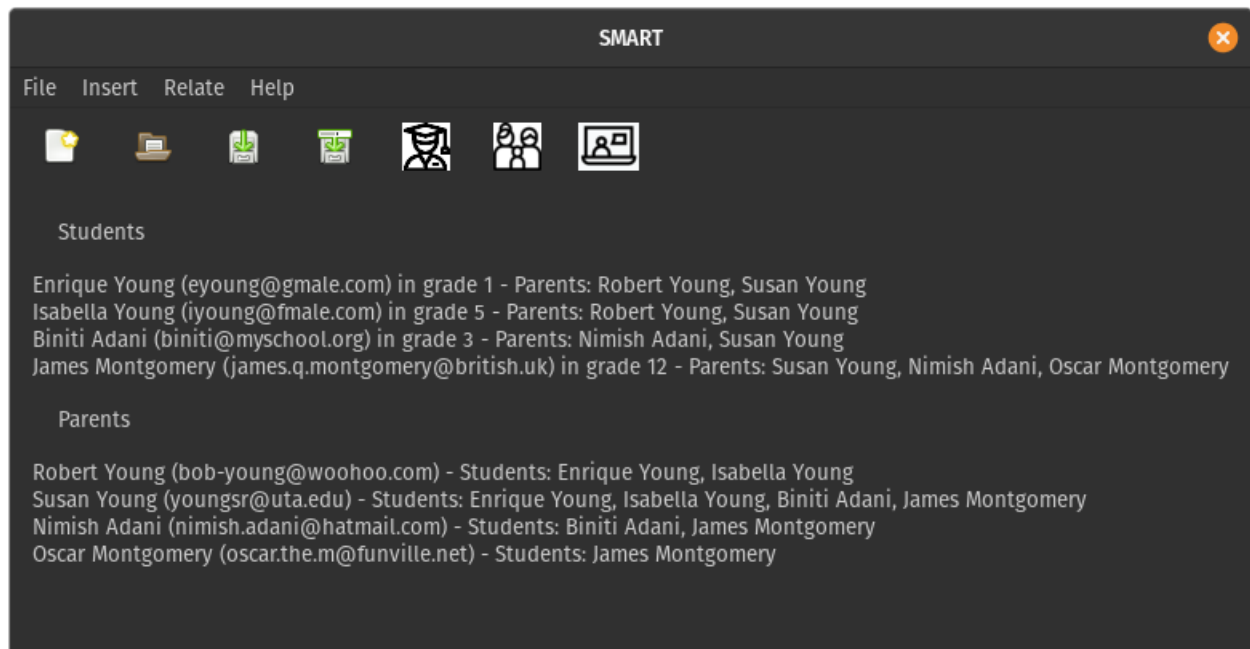 SMART
File Insert Relate Help
Students
Enrique Young (eyoung@gmale.com) in grade 1 - Parents: Robert Young, Susan Young
Isabella Young (iyoung@fmale.com) in grade 5 - Parents: Robert Young, Susan Young
Biniti Adani (biniti@myschool.org) in grade 3 - Parents: Nimish Adani, Susan Young
James Montgomery (james.q.montgomery@british.uk) in grade 12 - Parents: Susan Young, Nimish Adani, Oscar Montgomery
Parents
Robert Young (bob-young@woohoo.com) - Students: Enrique Young, Isabella Young
Susan Young (youngsr@uta.edu) - Students: Enrique Young, Isabella Young, Biniti Adani, James Montgomery
Nimish Adani (nimish.adani@hatmail.com) - Students: Biniti Adani, James Montgomery
Oscar Montgomery (oscar.the.m@funville.net) - Students: James Montgomery